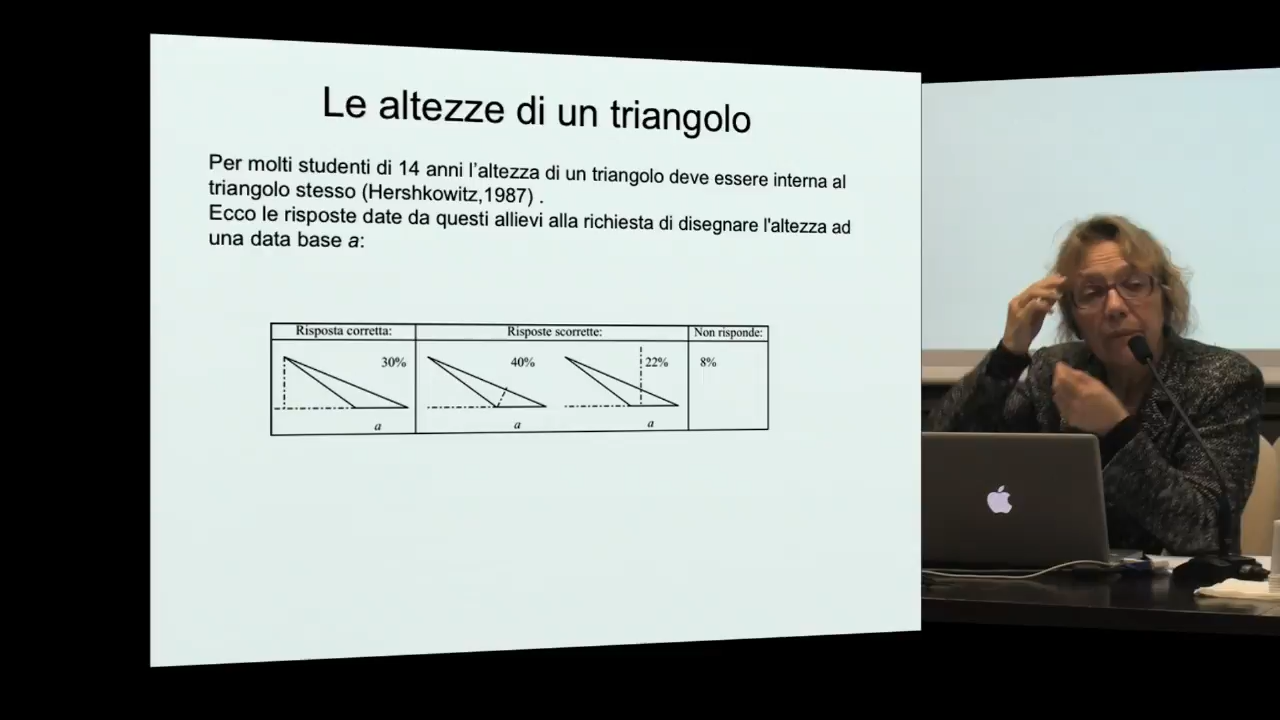 Le altezze di un triangolo
Per molti studenti di 14 anni l'altezza di un triangolo deve essere interna al
triangolo stesso (Hershkowitz,1987) .
Ecco le risposte date da questi allievi alla richiesta di disegnare l'altezza ad
una data base a:
Risposta corretta: Risposte scorrette: Non risponde:
30% 40% 22% 8%
a a a